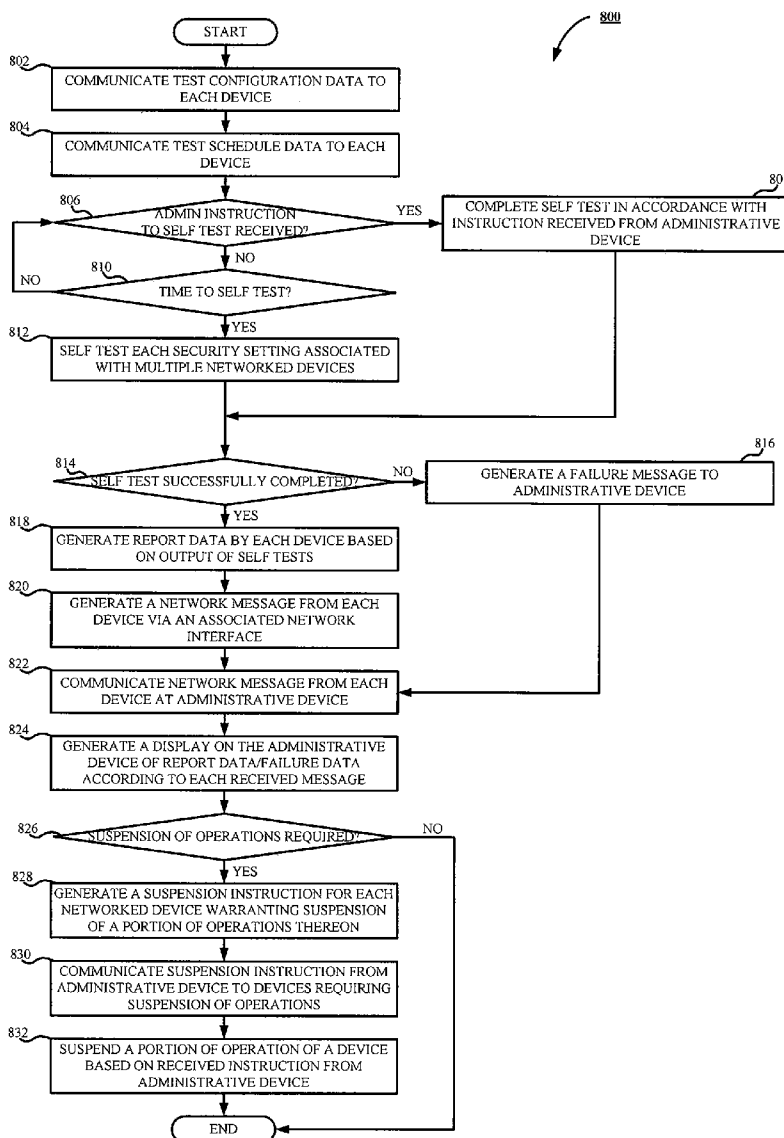 800
START
802
COMMUNICATE TEST CONFIGURATION DATA TO
EACH DEVICE
804
COMMUNICATE TEST SCHEDULE DATA TO EACH
DEVICE
806
ADMIN INSTRUCTION
TO SELF TEST RECEIVED?
YES
80
COMPLETE SELF TEST IN ACCORDANCE WITH
INSTRUCTION RECEIVED FROM ADMINISTRATIVE
DEVICE
NO
810
NO
TIME TO SELF TEST?
YES
812
SELF TEST EACH SECURITY SETTING ASSOCIATED
WITH MULTIPLE NETWORKED DEVICES
814
SELF TEST SUCCESSFULLY COMPLETED?
NO
816
GENERATE A FAILURE MESSAGE TO
ADMINISTRATIVE DEVICE
YES
818
GENERATE REPORT DATA BY EACH DEVICE BASED
ON OUTPUT OF SELF TESTS
820
GENERATE A NETWORK MESSAGE FROM EACH
DEVICE VIA AN ASSOCIATED NETWORK
INTERFACE
822
COMMUNICATE NETWORK MESSAGE FROM EACH
DEVICE AT ADMINISTRATIVE DEVICE
824
GENERATE A DISPLAY ON THE ADMINISTRATIVE
DEVICE OF REPORT DATA/FAILURE DATA
ACCORDING TO EACH RECEIVED MESSAGE
826
SUSPENSION OF OPERATIONS REQUIRED?
NO
YES
828
GENERATE A SUSPENSION INSTRUCTION FOR EACH
NETWORKED DEVICE WARRANTING SUSPENSION
OF A PORTION OF OPERATIONS THEREON
830
COMMUNICATE SUSPENSION INSTRUCTION FROM
ADMINISTRATIVE DEVICE TO DEVICES REQUIRING
SUSPENSION OF OPERATIONS
832
SUSPEND A PORTION OF OPERATION OF A DEVICE
BASED ON RECEIVED INSTRUCTION FROM
ADMINISTRATIVE DEVICE
END